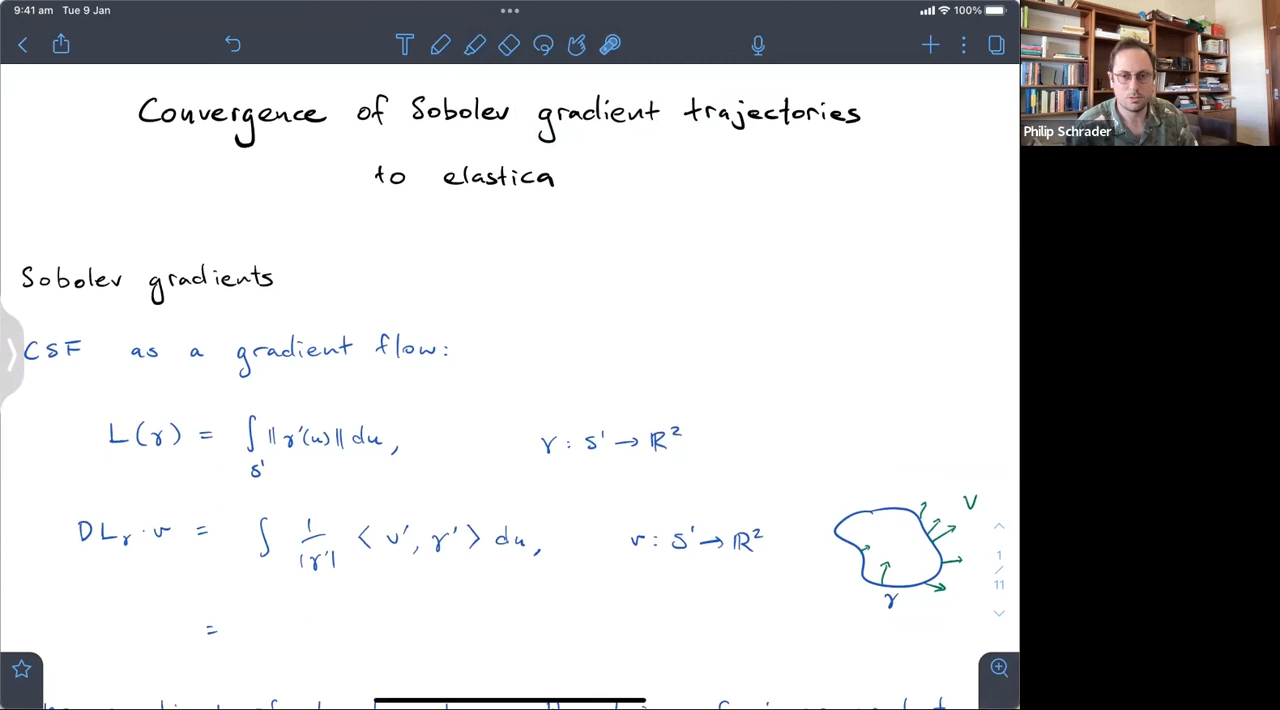 9:41 am Tue 9 Jan
100%
Philip Schrader
Convergence of Sobolev gradient trajectories
to elastica
Sobolev gradients
CSF as a gradient flow:
L(γ) = ∫_{S¹} ‖γ'(u)‖ du, γ : S¹ → ℝ²
DL_γ · v = ∫ 1/|γ'| ⟨v', γ'⟩ du, v : S¹ → ℝ²
V
γ
=
1
/
11